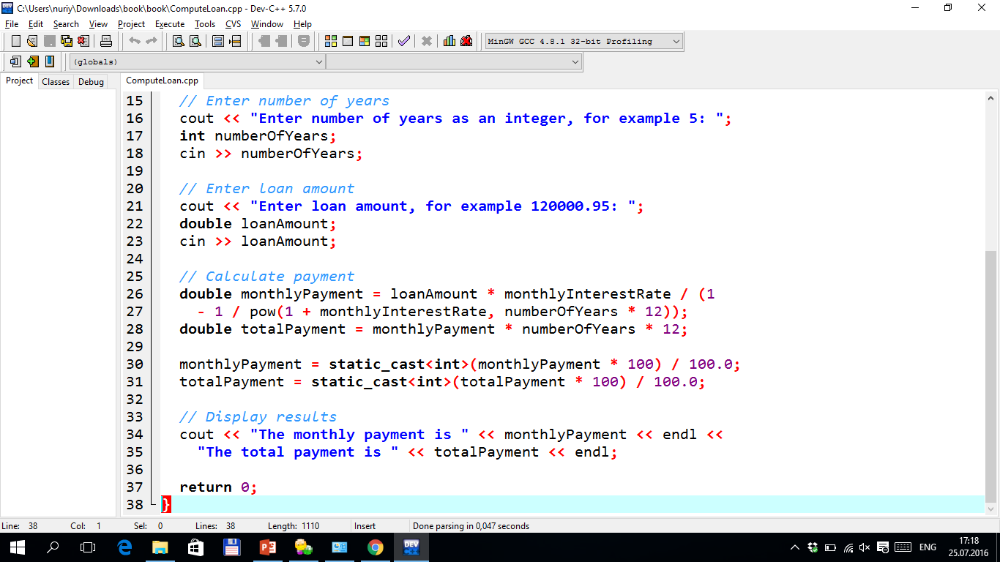 C:\Users\nuriy\Downloads\book\book\ComputeLoan.cpp - Dev-C++ 5.7.0
File Edit Search View Project Execute Tools CVS Window Help
MinGW GCC 4.8.1 32-bit Profiling
(globals)
Project Classes Debug
ComputeLoan.cpp
15 // Enter number of years
16 cout << "Enter number of years as an integer, for example 5: ";
17 int numberOfYears;
18 cin >> numberOfYears;
19
20 // Enter loan amount
21 cout << "Enter loan amount, for example 120000.95: ";
22 double loanAmount;
23 cin >> loanAmount;
24
25 // Calculate payment
26 double monthlyPayment = loanAmount * monthlyInterestRate / (1
27 - 1 / pow(1 + monthlyInterestRate, numberOfYears * 12));
28 double totalPayment = monthlyPayment * numberOfYears * 12;
29
30 monthlyPayment = static_cast<int>(monthlyPayment * 100) / 100.0;
31 totalPayment = static_cast<int>(totalPayment * 100) / 100.0;
32
33 // Display results
34 cout << "The monthly payment is " << monthlyPayment << endl <<
35 "The total payment is " << totalPayment << endl;
36
37 return 0;
38 }
Line: 38 Col: 1 Sel: 0 Lines: 38 Length: 1110 Insert Done parsing in 0,047 seconds
DEV
ENG
17:18
25.07.2016